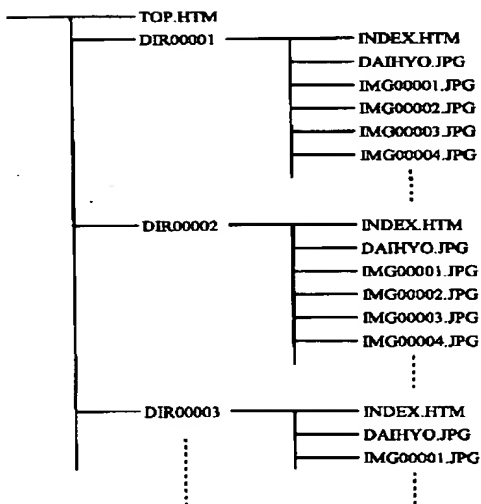 TOP.HTM
DIR00001
INDEX.HTM
DAIHYO.JPG
IMG00001.JPG
IMG00002.JPG
IMG00003.JPG
IMG00004.JPG
DIR00002
INDEX.HTM
DAIHYO.JPG
IMG00001.JPG
IMG00002.JPG
IMG00003.JPG
IMG00004.JPG
DIR00003
INDEX.HTM
DAIHYO.JPG
IMG00001.JPG